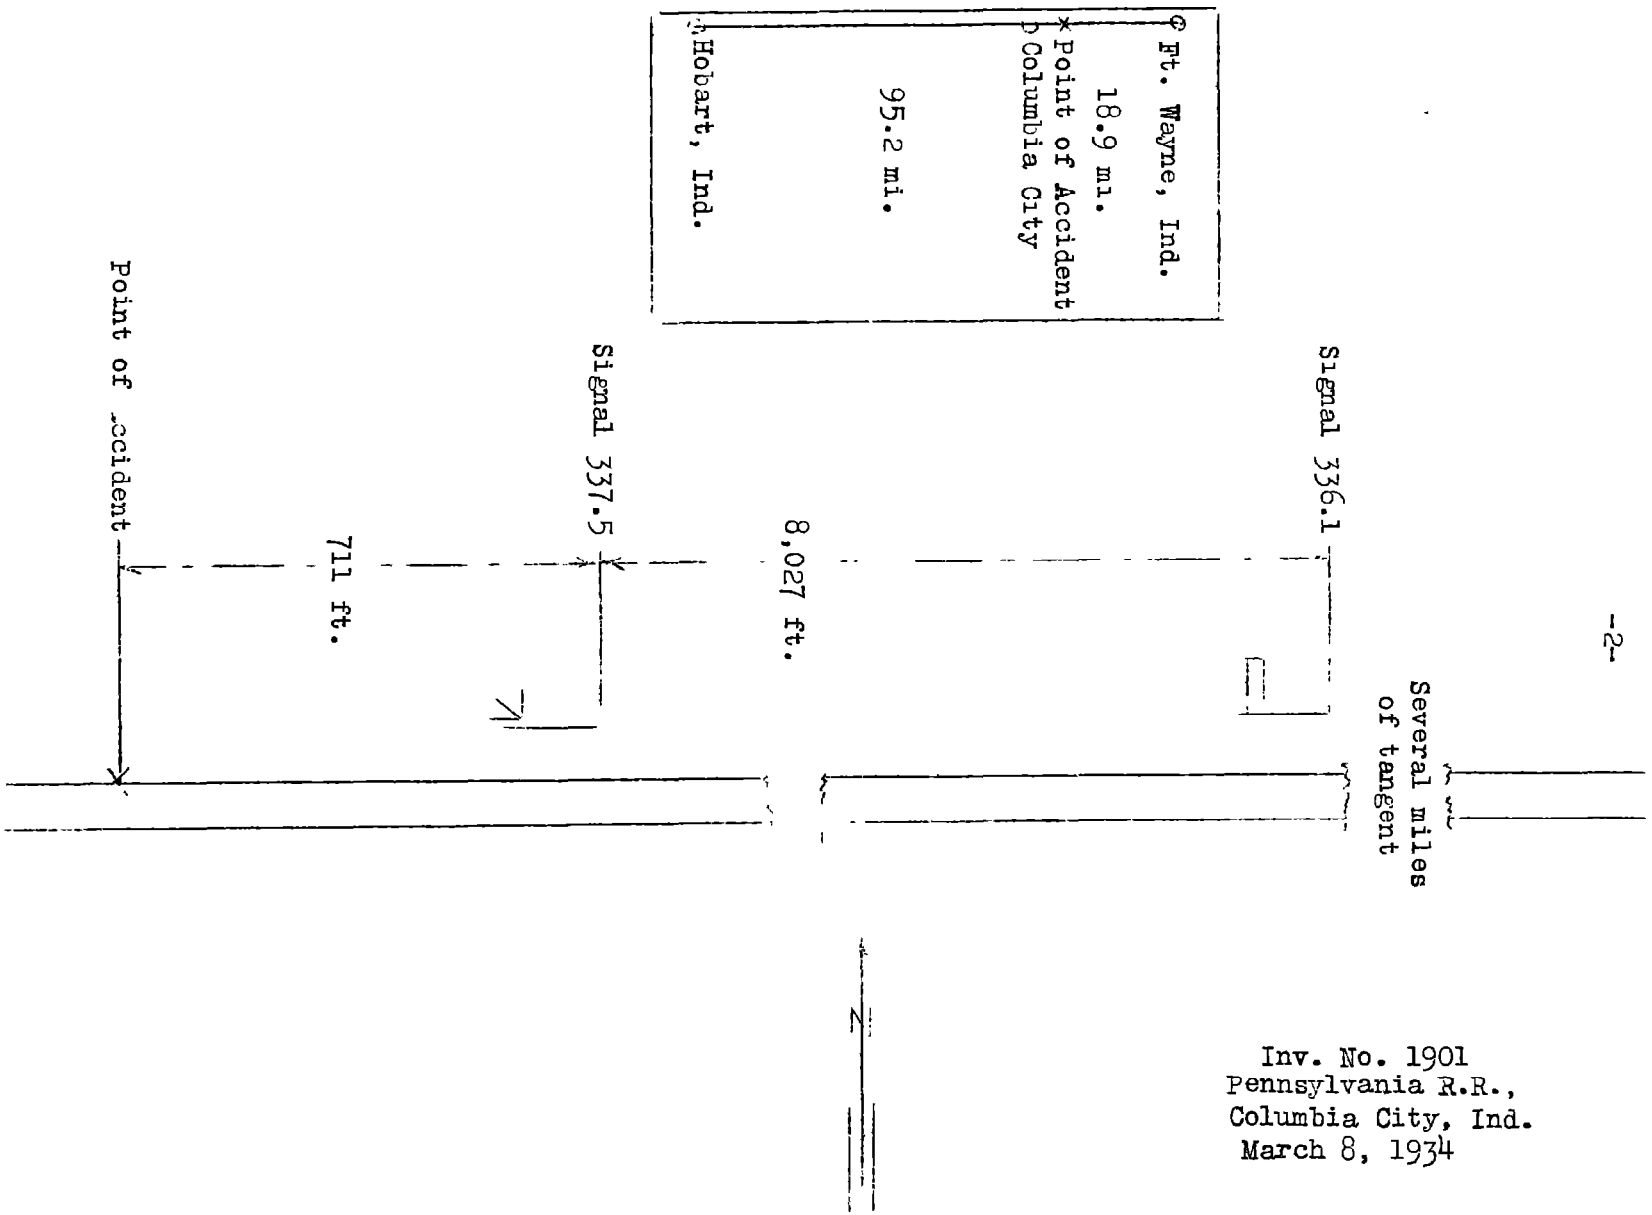 -2-
Inv. No. 1901
Pennsylvania R.R.,
Columbia City, Ind.
March 8, 1934
Ft. Wayne, Ind.
18.9 mi.
Point of Accident
Columbia City
95.2 mi.
Hobart, Ind.
Several miles
of tangent
Signal 336.1
8,027 ft.
Signal 337.5
711 ft.
Point of Accident
N